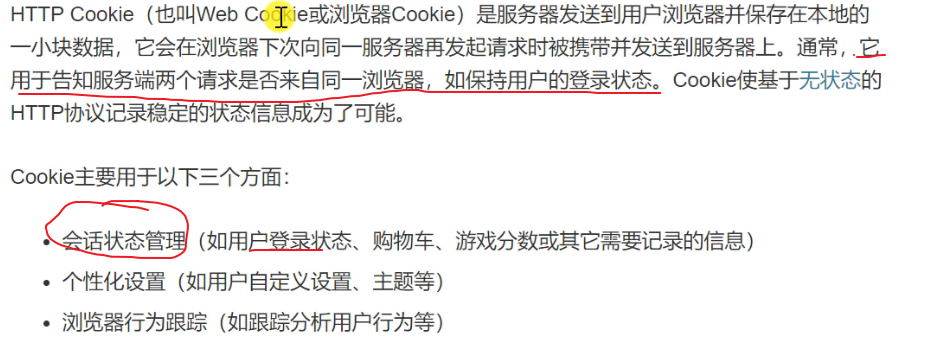 HTTP Cookie（也叫Web Cookie或浏览器Cookie）是服务器发送到用户浏览器并保存在本地的
一小块数据，它会在浏览器下次向同一服务器再发起请求时被携带并发送到服务器上。通常，它
用于告知服务端两个请求是否来自同一浏览器，如保持用户的登录状态。Cookie使基于无状态的
HTTP协议记录稳定的状态信息成为了可能。
Cookie主要用于以下三个方面：
• 会话状态管理（如用户登录状态、购物车、游戏分数或其它需要记录的信息）
• 个性化设置（如用户自定义设置、主题等）
• 浏览器行为跟踪（如跟踪分析用户行为等）